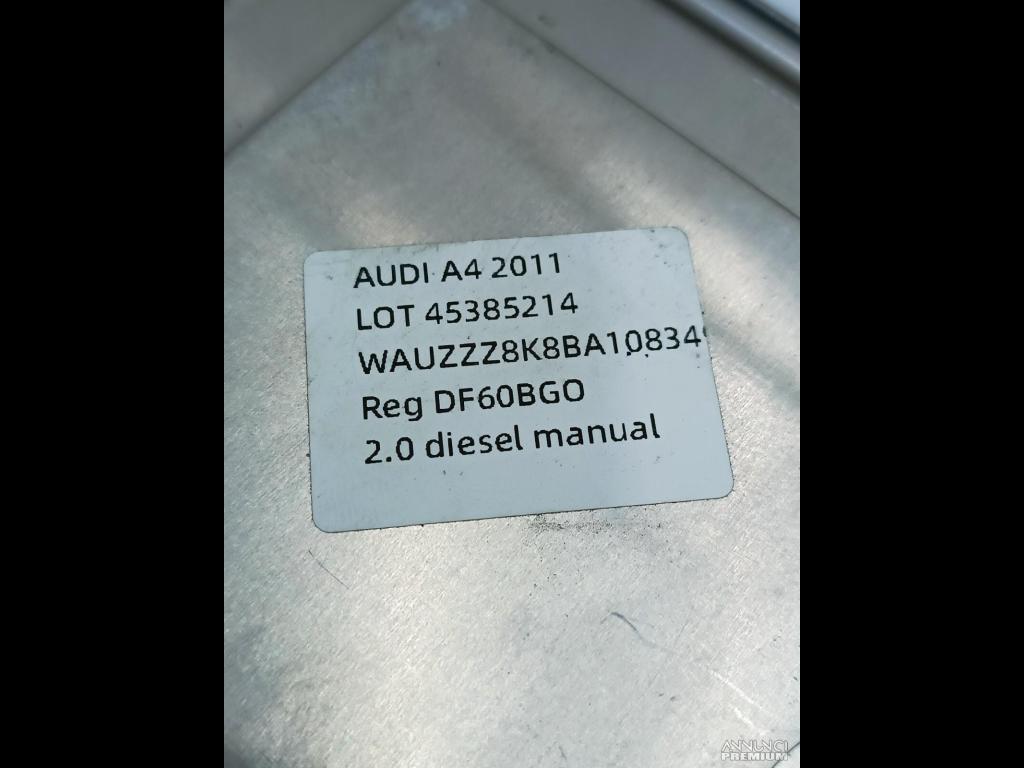 AUDI A4 2011
LOT 45385214
WAUZZZ8K8BA10834
Reg DF60BGO
2.0 diesel manual
ANNUNCI
PREMIUM